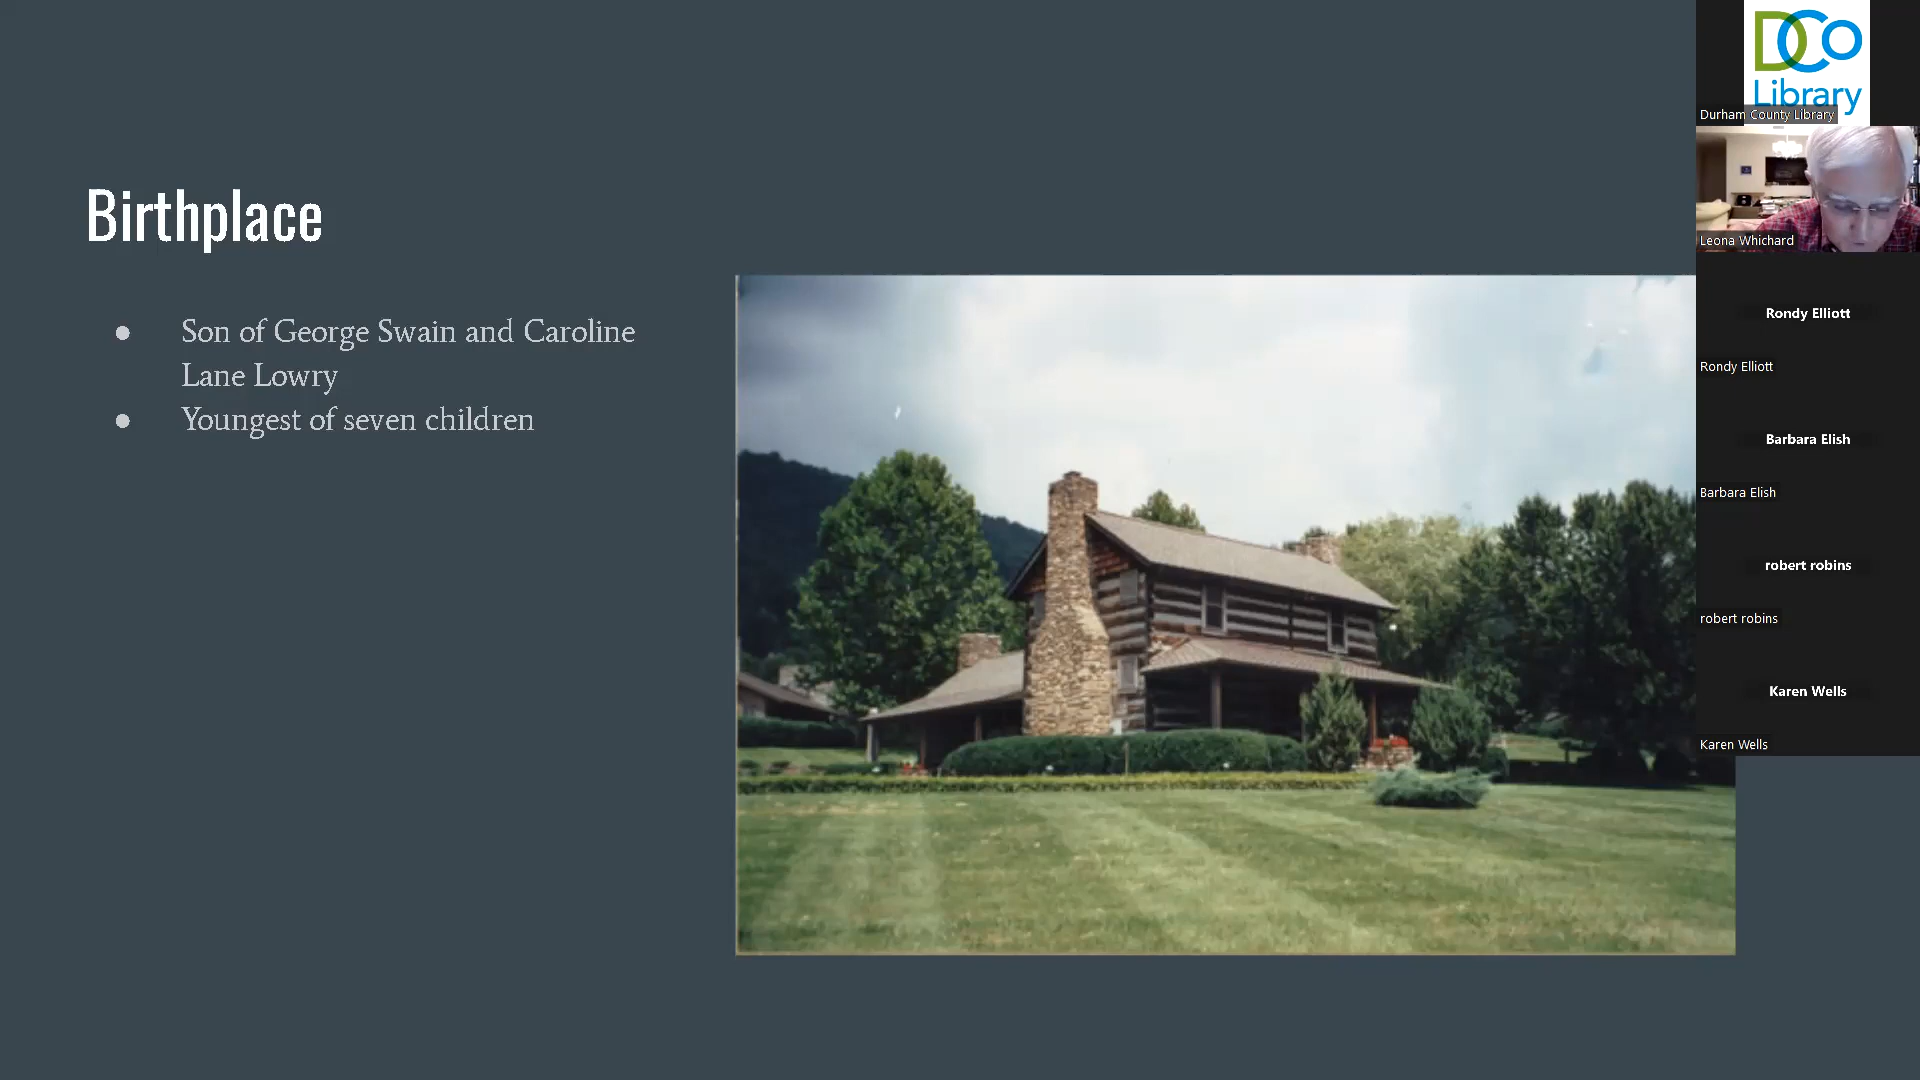 Birthplace
● Son of George Swain and Caroline
Lane Lowry
● Youngest of seven children
DCo
Library
Durham County Library
Leona Whichard
Rondy Elliott
Rondy Elliott
Barbara Elish
Barbara Elish
robert robins
robert robins
Karen Wells
Karen Wells